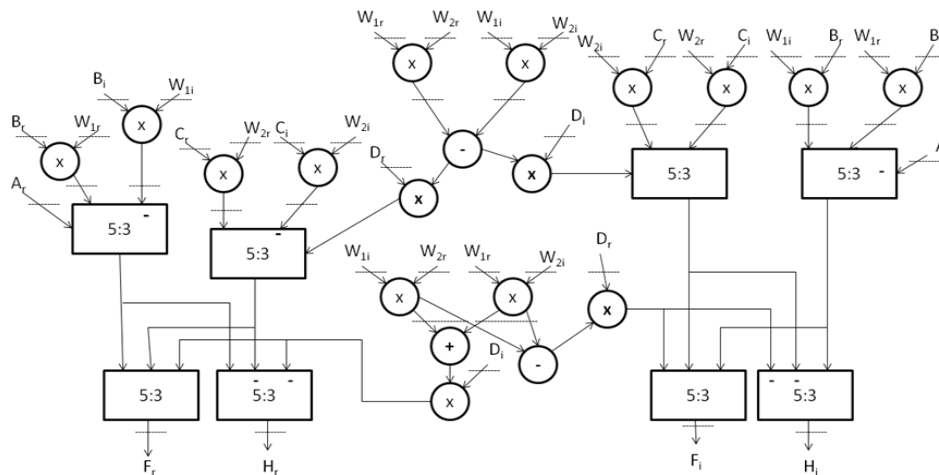 W1r W2r W1i W2i
W2i Cr W2r Ci W1i Br W1r B
x x
x x x x
Bi W1i
Br W1r x
Cr W2r Ci W2i
Dr - Di
x x x x x
5:3 5:3 -
A
Ar
x
5:3 -
5:3 -
W1i W2r W1r W2i Dr
x x x
+ - Di
x
5:3 5:3 - - 5:3 5:3 - -
Fr Hr Fi Hi